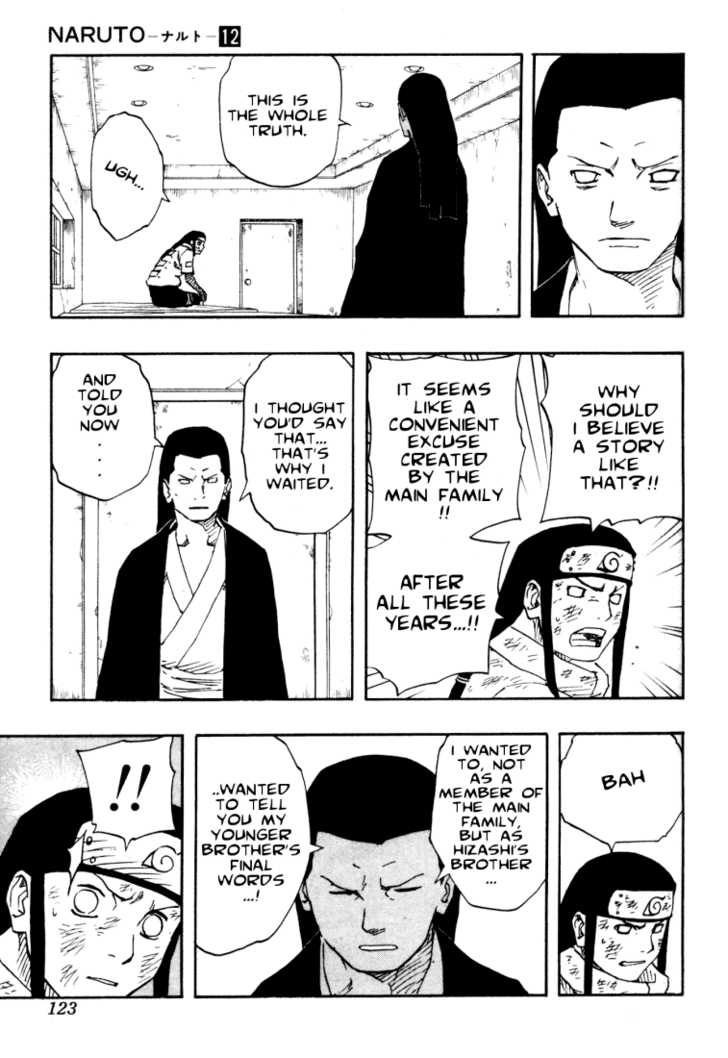 NARUTO–ナルト–12
THIS IS
THE WHOLE
TRUTH.
UGH...
WHY
SHOULD
I BELIEVE
A STORY
LIKE
THAT?!!
IT SEEMS
LIKE A
CONVENIENT
EXCUSE
CREATED
BY THE
MAIN FAMILY
!!
AFTER
ALL THESE
YEARS...!!
I THOUGHT
YOU'D SAY
THAT...
THAT'S
WHY I
WAITED.
AND
TOLD
YOU
NOW
...
BAH
I WANTED
TO, NOT
AS A
MEMBER OF
THE MAIN
FAMILY,
BUT AS
HIZASHI'S
BROTHER
...
..WANTED
TO TELL
YOU MY
YOUNGER
BROTHER'S
FINAL
WORDS
...!
!!
123